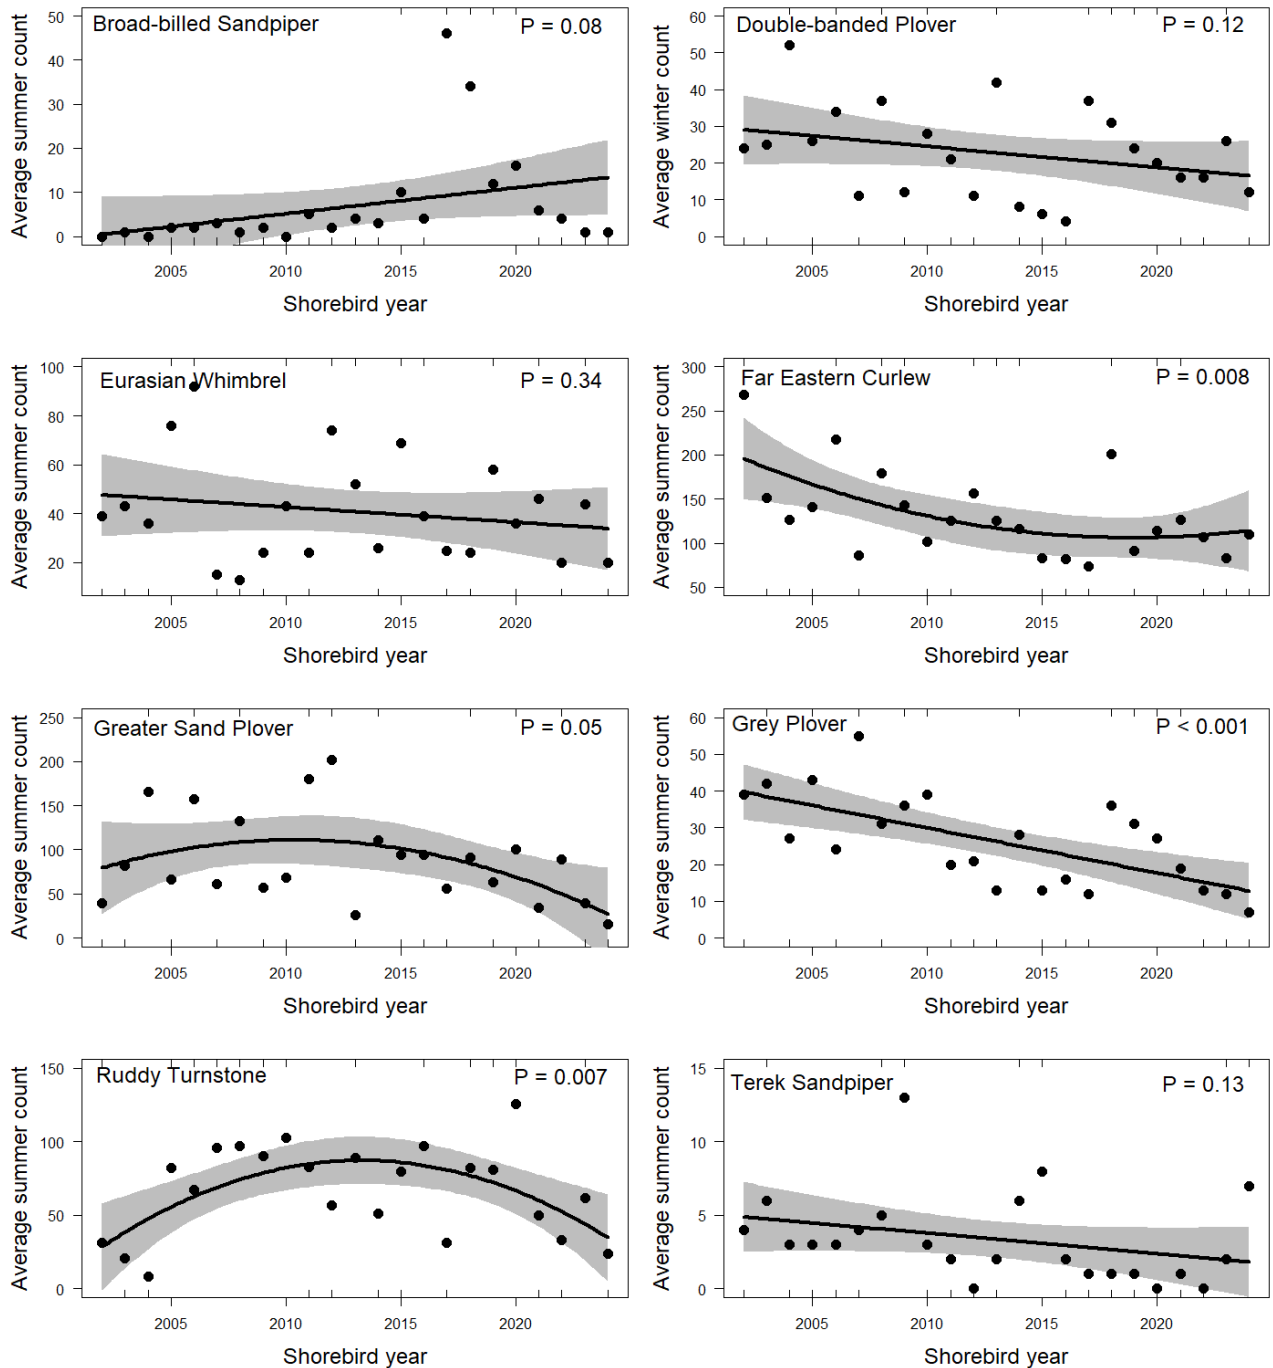 Broad-billed Sandpiper P = 0.08
Average summer count
50
40
30
20
10
0
2005 2010 2015 2020
Shorebird year
Double-banded Plover P = 0.12
Average winter count
60
50
40
30
20
10
0
2005 2010 2015 2020
Shorebird year
Eurasian Whimbrel P = 0.34
Average summer count
100
80
60
40
20
2005 2010 2015 2020
Shorebird year
Far Eastern Curlew P = 0.008
Average summer count
300
250
200
150
100
50
2005 2010 2015 2020
Shorebird year
Greater Sand Plover P = 0.05
Average summer count
250
200
150
100
50
0
2005 2010 2015 2020
Shorebird year
Grey Plover P < 0.001
Average summer count
60
50
40
30
20
10
0
2005 2010 2015 2020
Shorebird year
Ruddy Turnstone P = 0.007
Average summer count
150
100
50
0
2005 2010 2015 2020
Shorebird year
Terek Sandpiper P = 0.13
Average summer count
15
10
5
0
2005 2010 2015 2020
Shorebird year